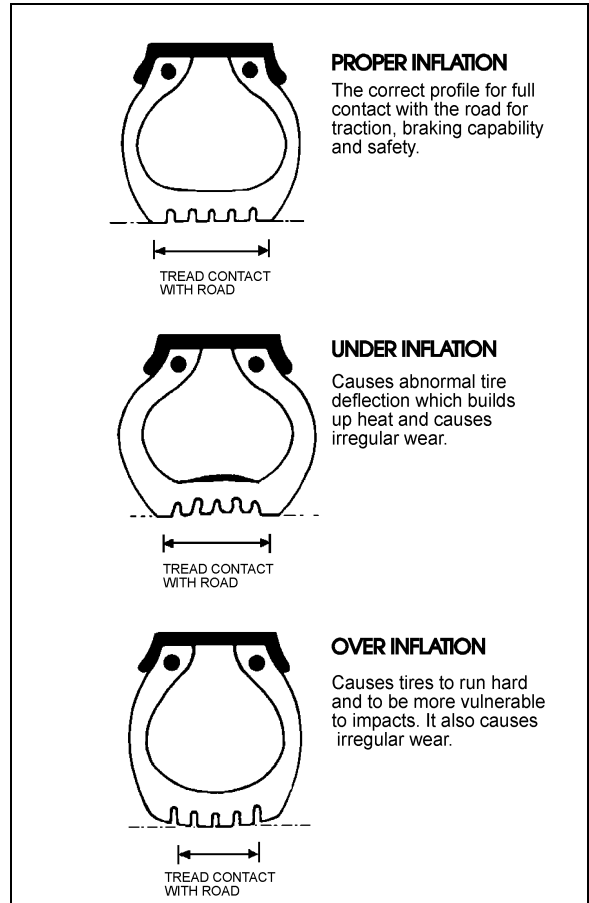 PROPER INFLATION
The correct profile for full
contact with the road for
traction, braking capability
and safety.
TREAD CONTACT
WITH ROAD
UNDER INFLATION
Causes abnormal tire
deflection which builds
up heat and causes
irregular wear.
TREAD CONTACT
WITH ROAD
OVER INFLATION
Causes tires to run hard
and to be more vulnerable
to impacts. It also causes
irregular wear.
TREAD CONTACT
WITH ROAD